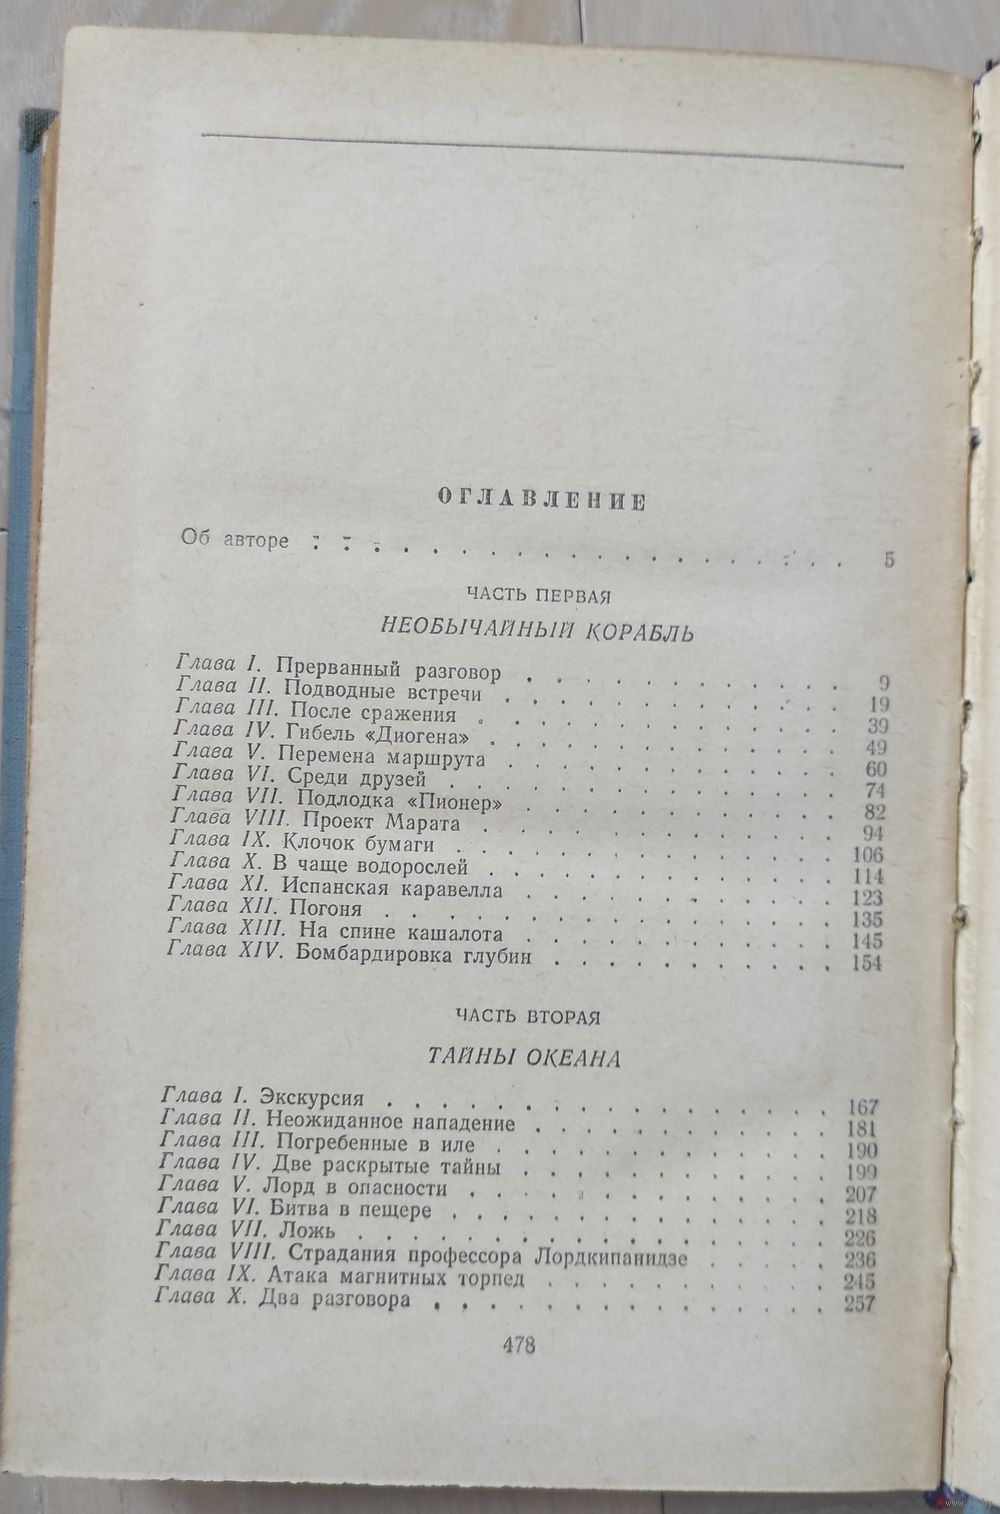 ОГЛАВЛЕНИЕ
Об авторе . . . . . . . . . . . . . . . . . . 5
ЧАСТЬ ПЕРВАЯ
НЕОБЫЧАЙНЫЙ КОРАБЛЬ
Глава I. Прерванный разговор . . . . . . . . . . . 9
Глава II. Подводные встречи . . . . . . . . . . . 19
Глава III. После сражения . . . . . . . . . . . . 39
Глава IV. Гибель «Диогена» . . . . . . . . . . . . 49
Глава V. Перемена маршрута . . . . . . . . . . . 60
Глава VI. Среди друзей . . . . . . . . . . . . . 74
Глава VII. Подлодка «Пионер» . . . . . . . . . . . 82
Глава VIII. Проект Марата . . . . . . . . . . . . 94
Глава IX. Клочок бумаги . . . . . . . . . . . . . 106
Глава X. В чаще водорослей . . . . . . . . . . . . 114
Глава XI. Испанская каравелла . . . . . . . . . . . 123
Глава XII. Погоня . . . . . . . . . . . . . . . 135
Глава XIII. На спине кашалота . . . . . . . . . . . 145
Глава XIV. Бомбардировка глубин . . . . . . . . . . 154
ЧАСТЬ ВТОРАЯ
ТАЙНЫ ОКЕАНА
Глава I. Экскурсия . . . . . . . . . . . . . . . 167
Глава II. Неожиданное нападение . . . . . . . . . . 181
Глава III. Погребенные в иле . . . . . . . . . . . 190
Глава IV. Две раскрытые тайны . . . . . . . . . . . 199
Глава V. Лорд в опасности . . . . . . . . . . . . 207
Глава VI. Битва в пещере . . . . . . . . . . . . . 218
Глава VII. Ложь . . . . . . . . . . . . . . . . 226
Глава VIII. Страдания профессора Лордкипанидзе . . . . . 236
Глава IX. Атака магнитных торпед . . . . . . . . . . 245
Глава X. Два разговора . . . . . . . . . . . . . . 257
478